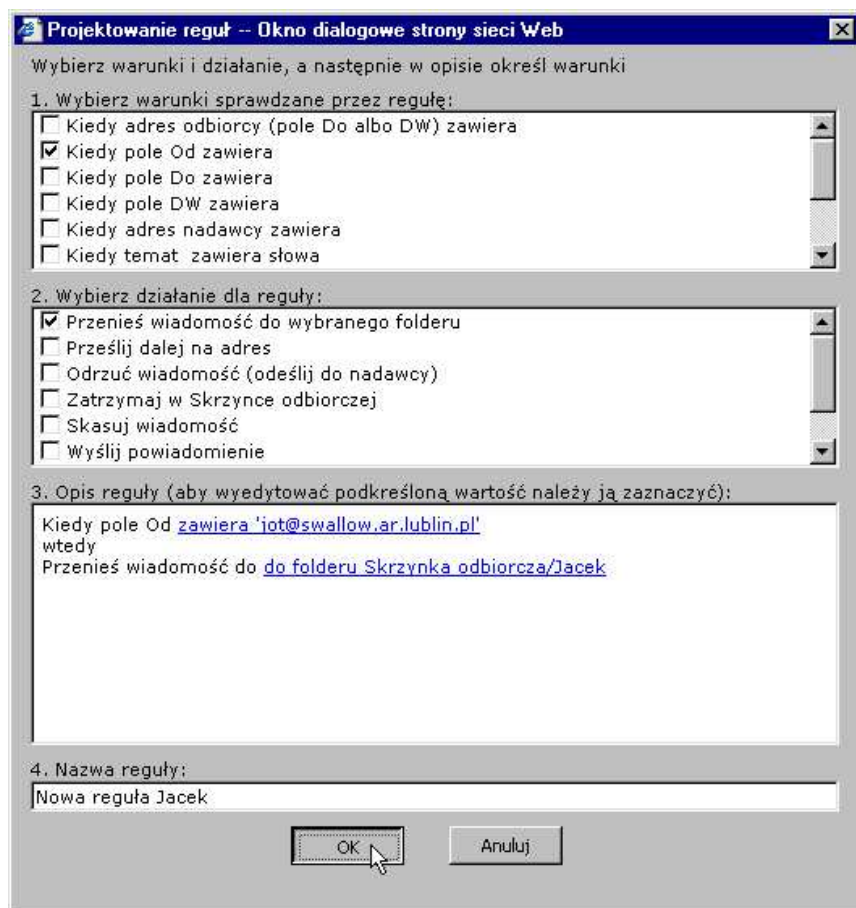 Projektowanie reguł -- Okno dialogowe strony sieci Web
Wybierz warunki i działanie, a następnie w opisie określ warunki
1. Wybierz warunki sprawdzane przez regułę:
Kiedy adres odbiorcy (pole Do albo DW) zawiera
Kiedy pole Od zawiera
Kiedy pole Do zawiera
Kiedy pole DW zawiera
Kiedy adres nadawcy zawiera
Kiedy temat zawiera słowa
2. Wybierz działanie dla reguły:
Przenieś wiadomość do wybranego folderu
Prześlij dalej na adres
Odrzuć wiadomość (odeślij do nadawcy)
Zatrzymaj w Skrzynce odbiorczej
Skasuj wiadomość
Wyślij powiadomienie
3. Opis reguły (aby wyedytować podkreśloną wartość należy ją zaznaczyć):
Kiedy pole Od zawiera 'jot@swallow.ar.lublin.pl'
wtedy
Przenieś wiadomość do do folderu Skrzynka odbiorcza/Jacek
4. Nazwa reguły:
Nowa reguła Jacek
OK Anuluj